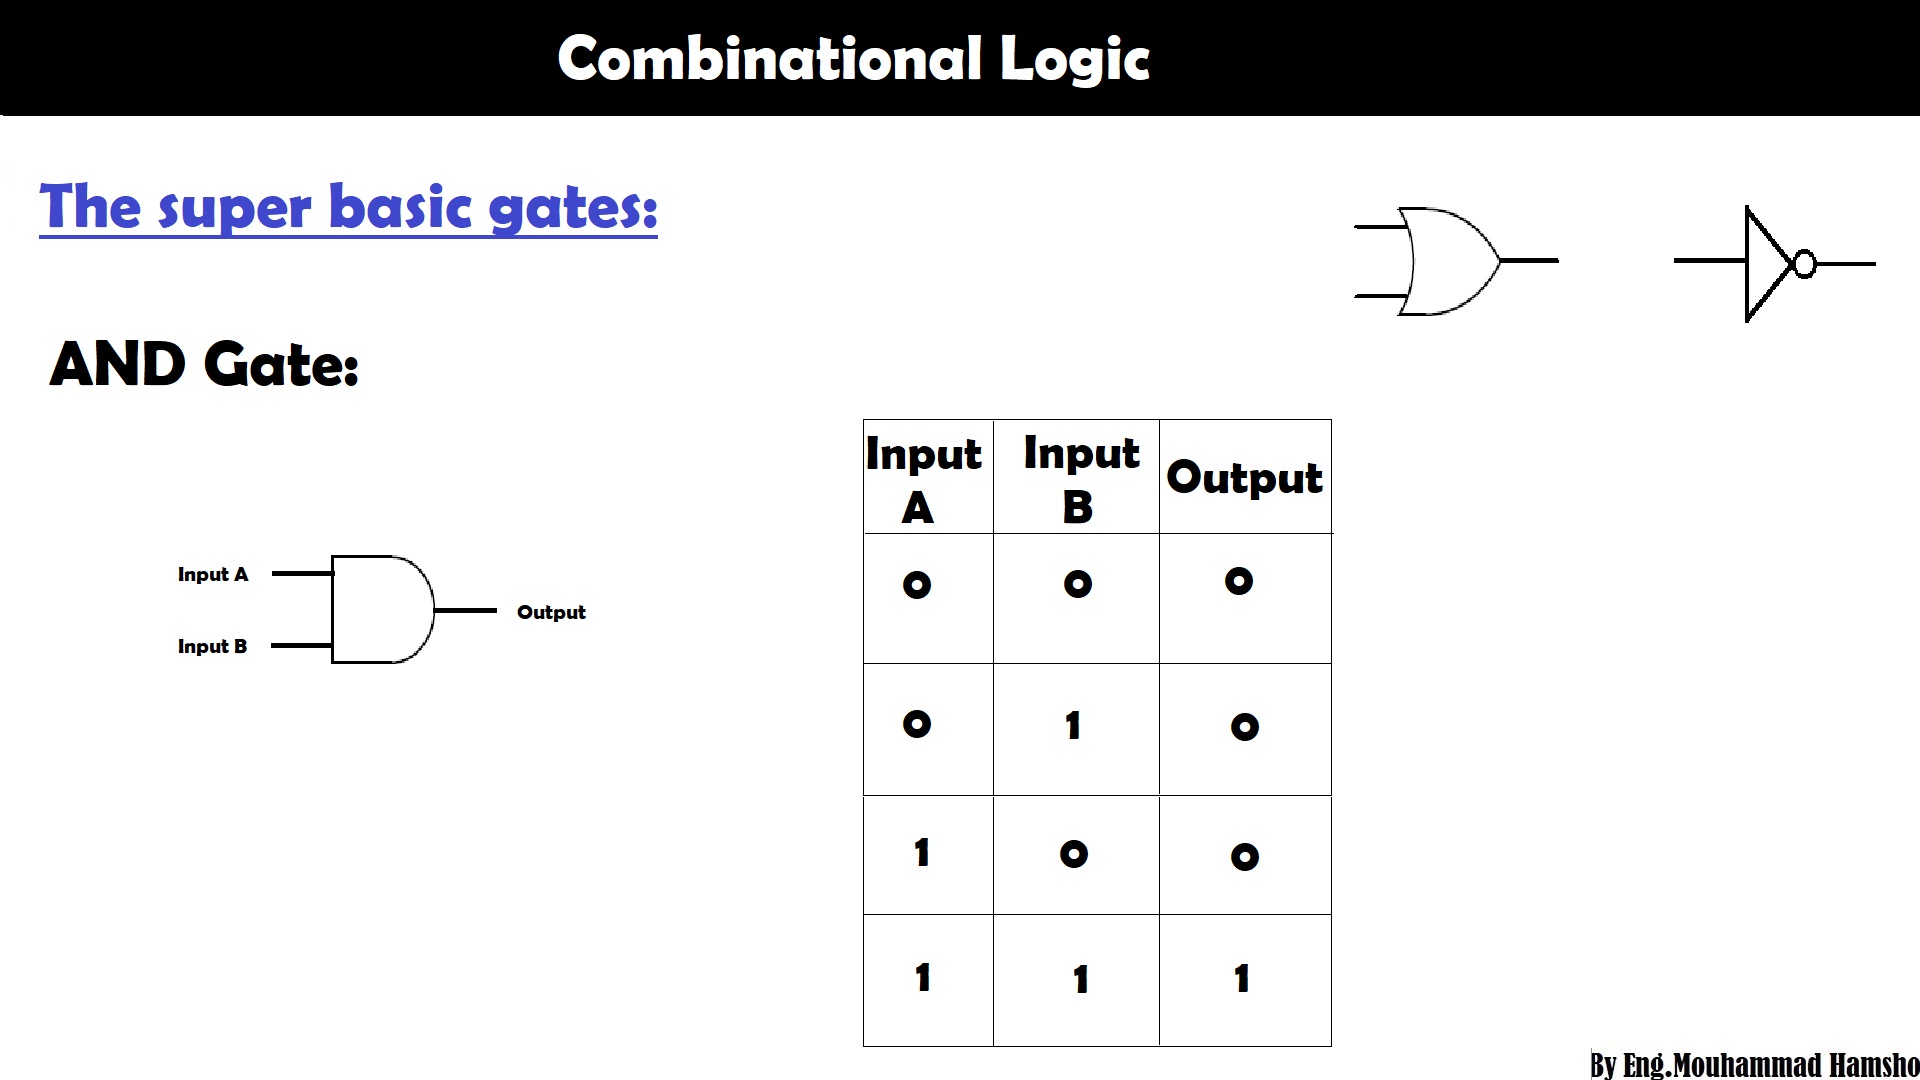 Combinational Logic
The super basic gates:
AND Gate:
Input A
Input B
Output
Input A Input B Output
0 0 0
0 1 0
1 0 0
1 1 1
By Eng.Mouhammad Hamsho